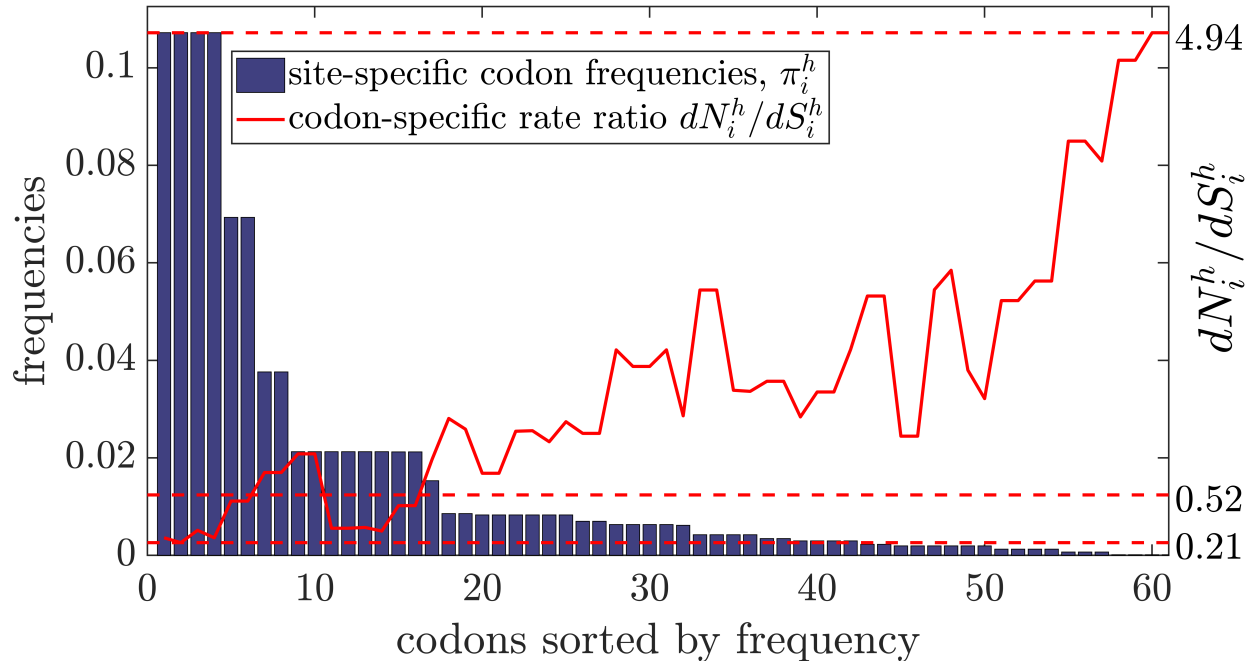 0.1
0.08
0.06
0.04
0.02
0
frequencies
site-specific codon frequencies, π_i^h
codon-specific rate ratio dN_i^h/dS_i^h
4.94
0.52
0.21
dN_i^h/dS_i^h
0 10 20 30 40 50 60
codons sorted by frequency